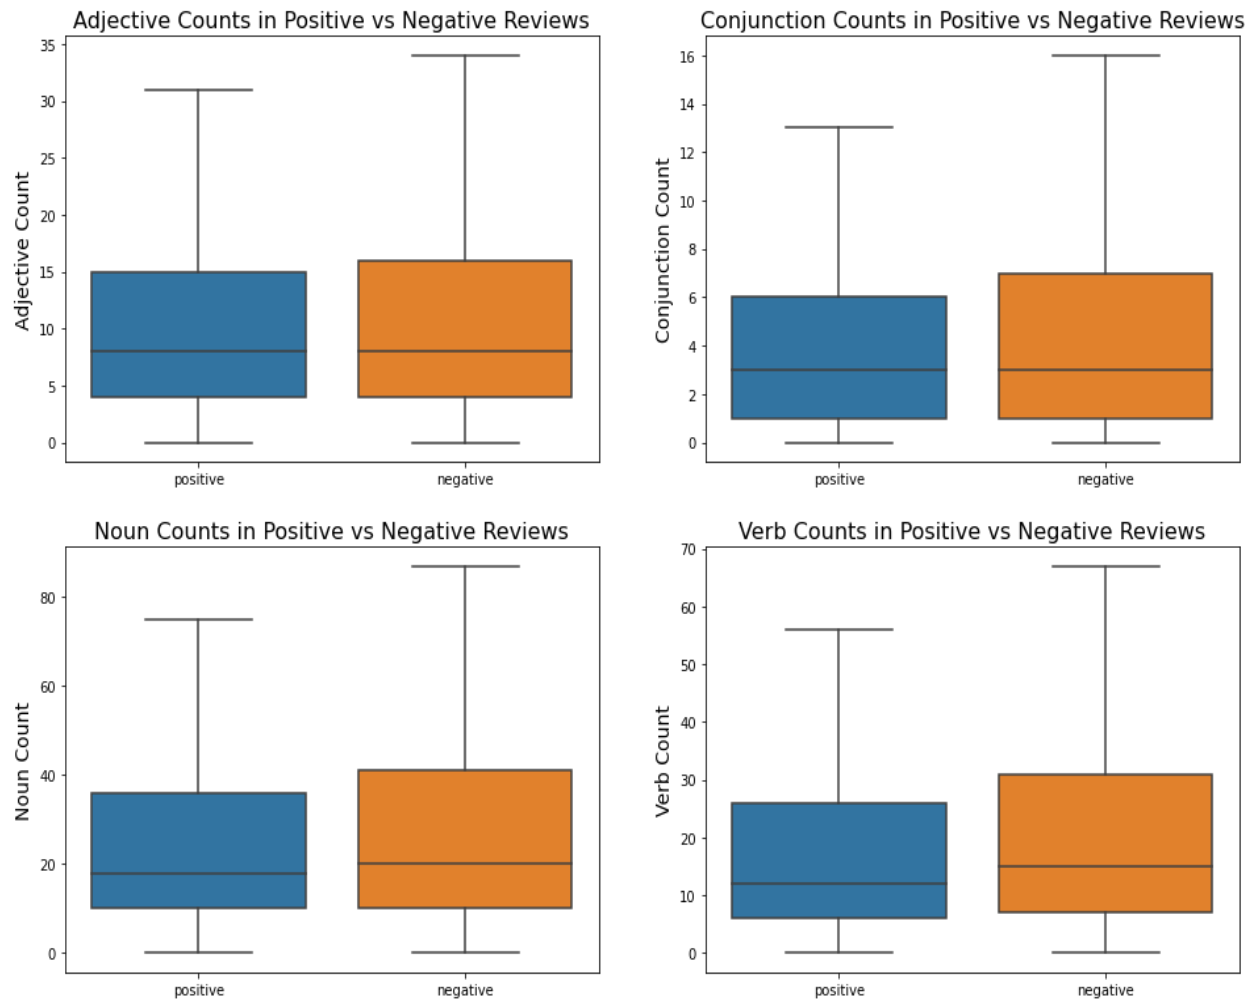 Adjective Counts in Positive vs Negative Reviews
35
30
25
20
15
10
5
0
Adjective Count
positive
negative
Conjunction Counts in Positive vs Negative Reviews
16
14
12
10
8
6
4
2
0
Conjunction Count
positive
negative
Noun Counts in Positive vs Negative Reviews
80
60
40
20
0
Noun Count
positive
negative
Verb Counts in Positive vs Negative Reviews
70
60
50
40
30
20
10
0
Verb Count
positive
negative